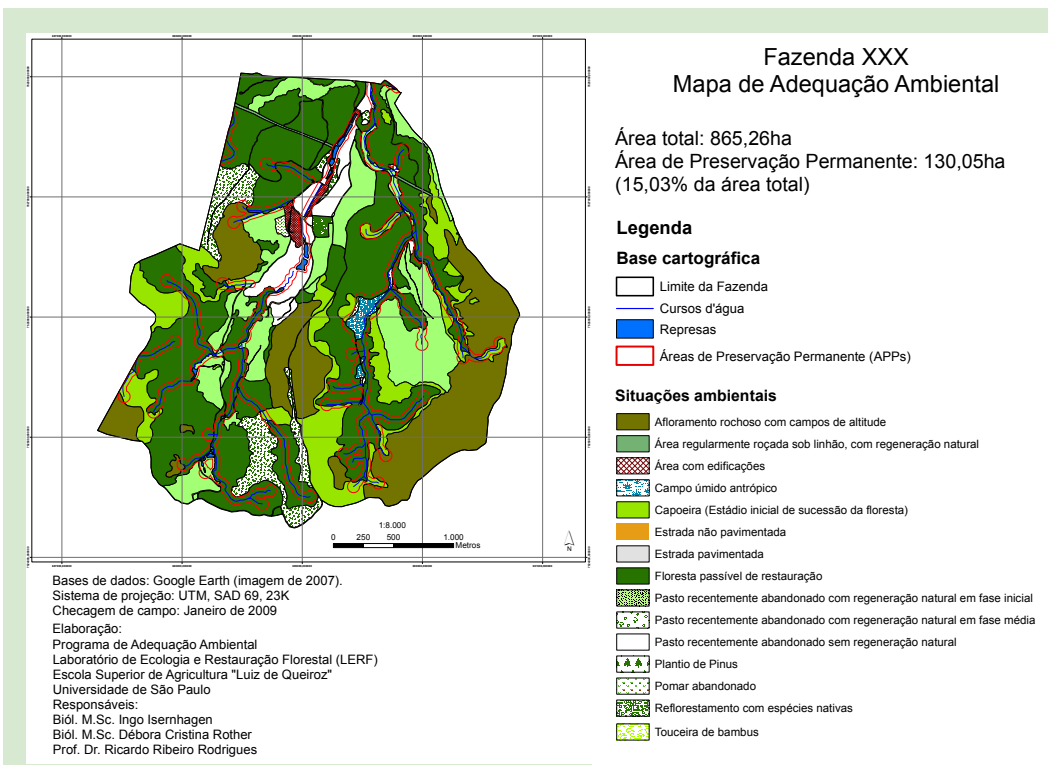 Fazenda XXX
Mapa de Adequação Ambiental
Área total: 865,26ha
Área de Preservação Permanente: 130,05ha
(15,03% da área total)
Legenda
Base cartográfica
Limite da Fazenda
Cursos d'água
Represas
Áreas de Preservação Permanente (APPs)
Situações ambientais
Afloramento rochoso com campos de altitude
Área regularmente roçada sob linhão, com regeneração natural
Área com edificações
Campo úmido antrópico
Capoeira (Estádio inicial de sucessão da floresta)
Estrada não pavimentada
Estrada pavimentada
Floresta passível de restauração
Pasto recentemente abandonado com regeneração natural em fase inicial
Pasto recentemente abandonado com regeneração natural em fase média
Pasto recentemente abandonado sem regeneração natural
Plantio de Pinus
Pomar abandonado
Reflorestamento com espécies nativas
Touceira de bambus
1:8.000
0 250 500 1.000
Metros
N
Bases de dados: Google Earth (imagem de 2007).
Sistema de projeção: UTM, SAD 69, 23K
Checagem de campo: Janeiro de 2009
Elaboração:
Programa de Adequação Ambiental
Laboratório de Ecologia e Restauração Florestal (LERF)
Escola Superior de Agricultura "Luiz de Queiroz"
Universidade de São Paulo
Responsáveis:
Biól. M.Sc. Ingo Isernhagen
Biól. M.Sc. Débora Cristina Rother
Prof. Dr. Ricardo Ribeiro Rodrigues